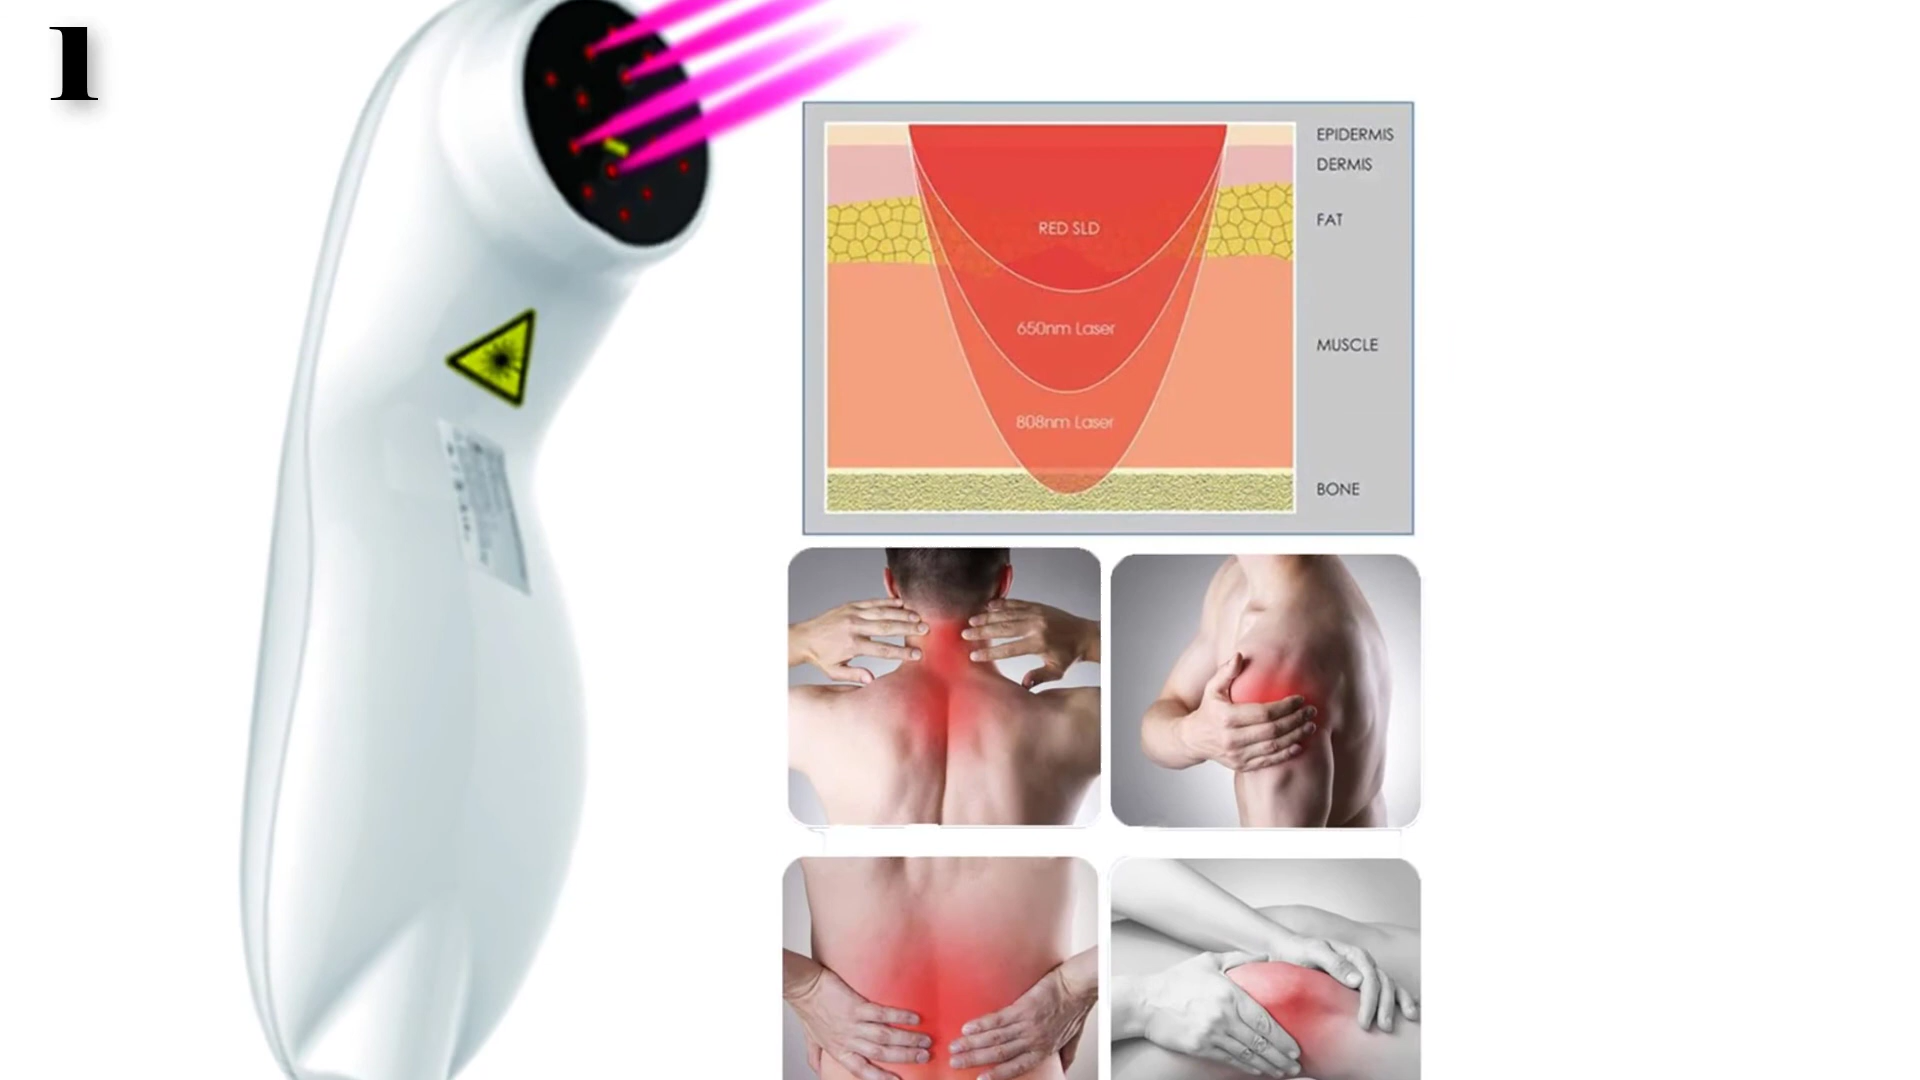 1
EPIDERMIS
DERMIS
FAT
RED SLD
650nm Laser
MUSCLE
808nm Laser
BONE